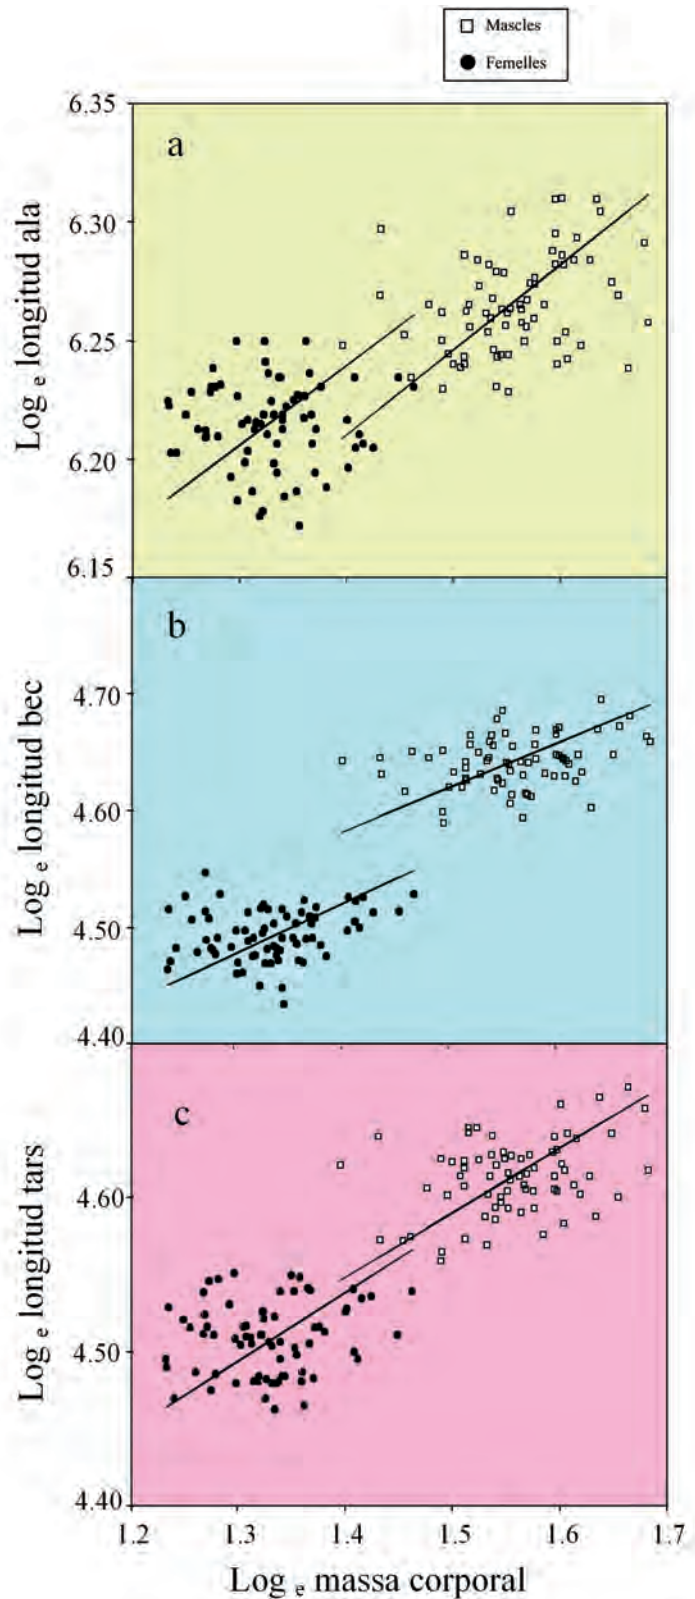 Mascles
Femelles
6.35
a
6.30
6.25
6.20
6.15
Log e longitud ala
b
4.70
4.60
4.50
4.40
Log e longitud bec
c
4.60
4.50
4.40
Log e longitud tars
1.2 1.3 1.4 1.5 1.6 1.7
Log e massa corporal